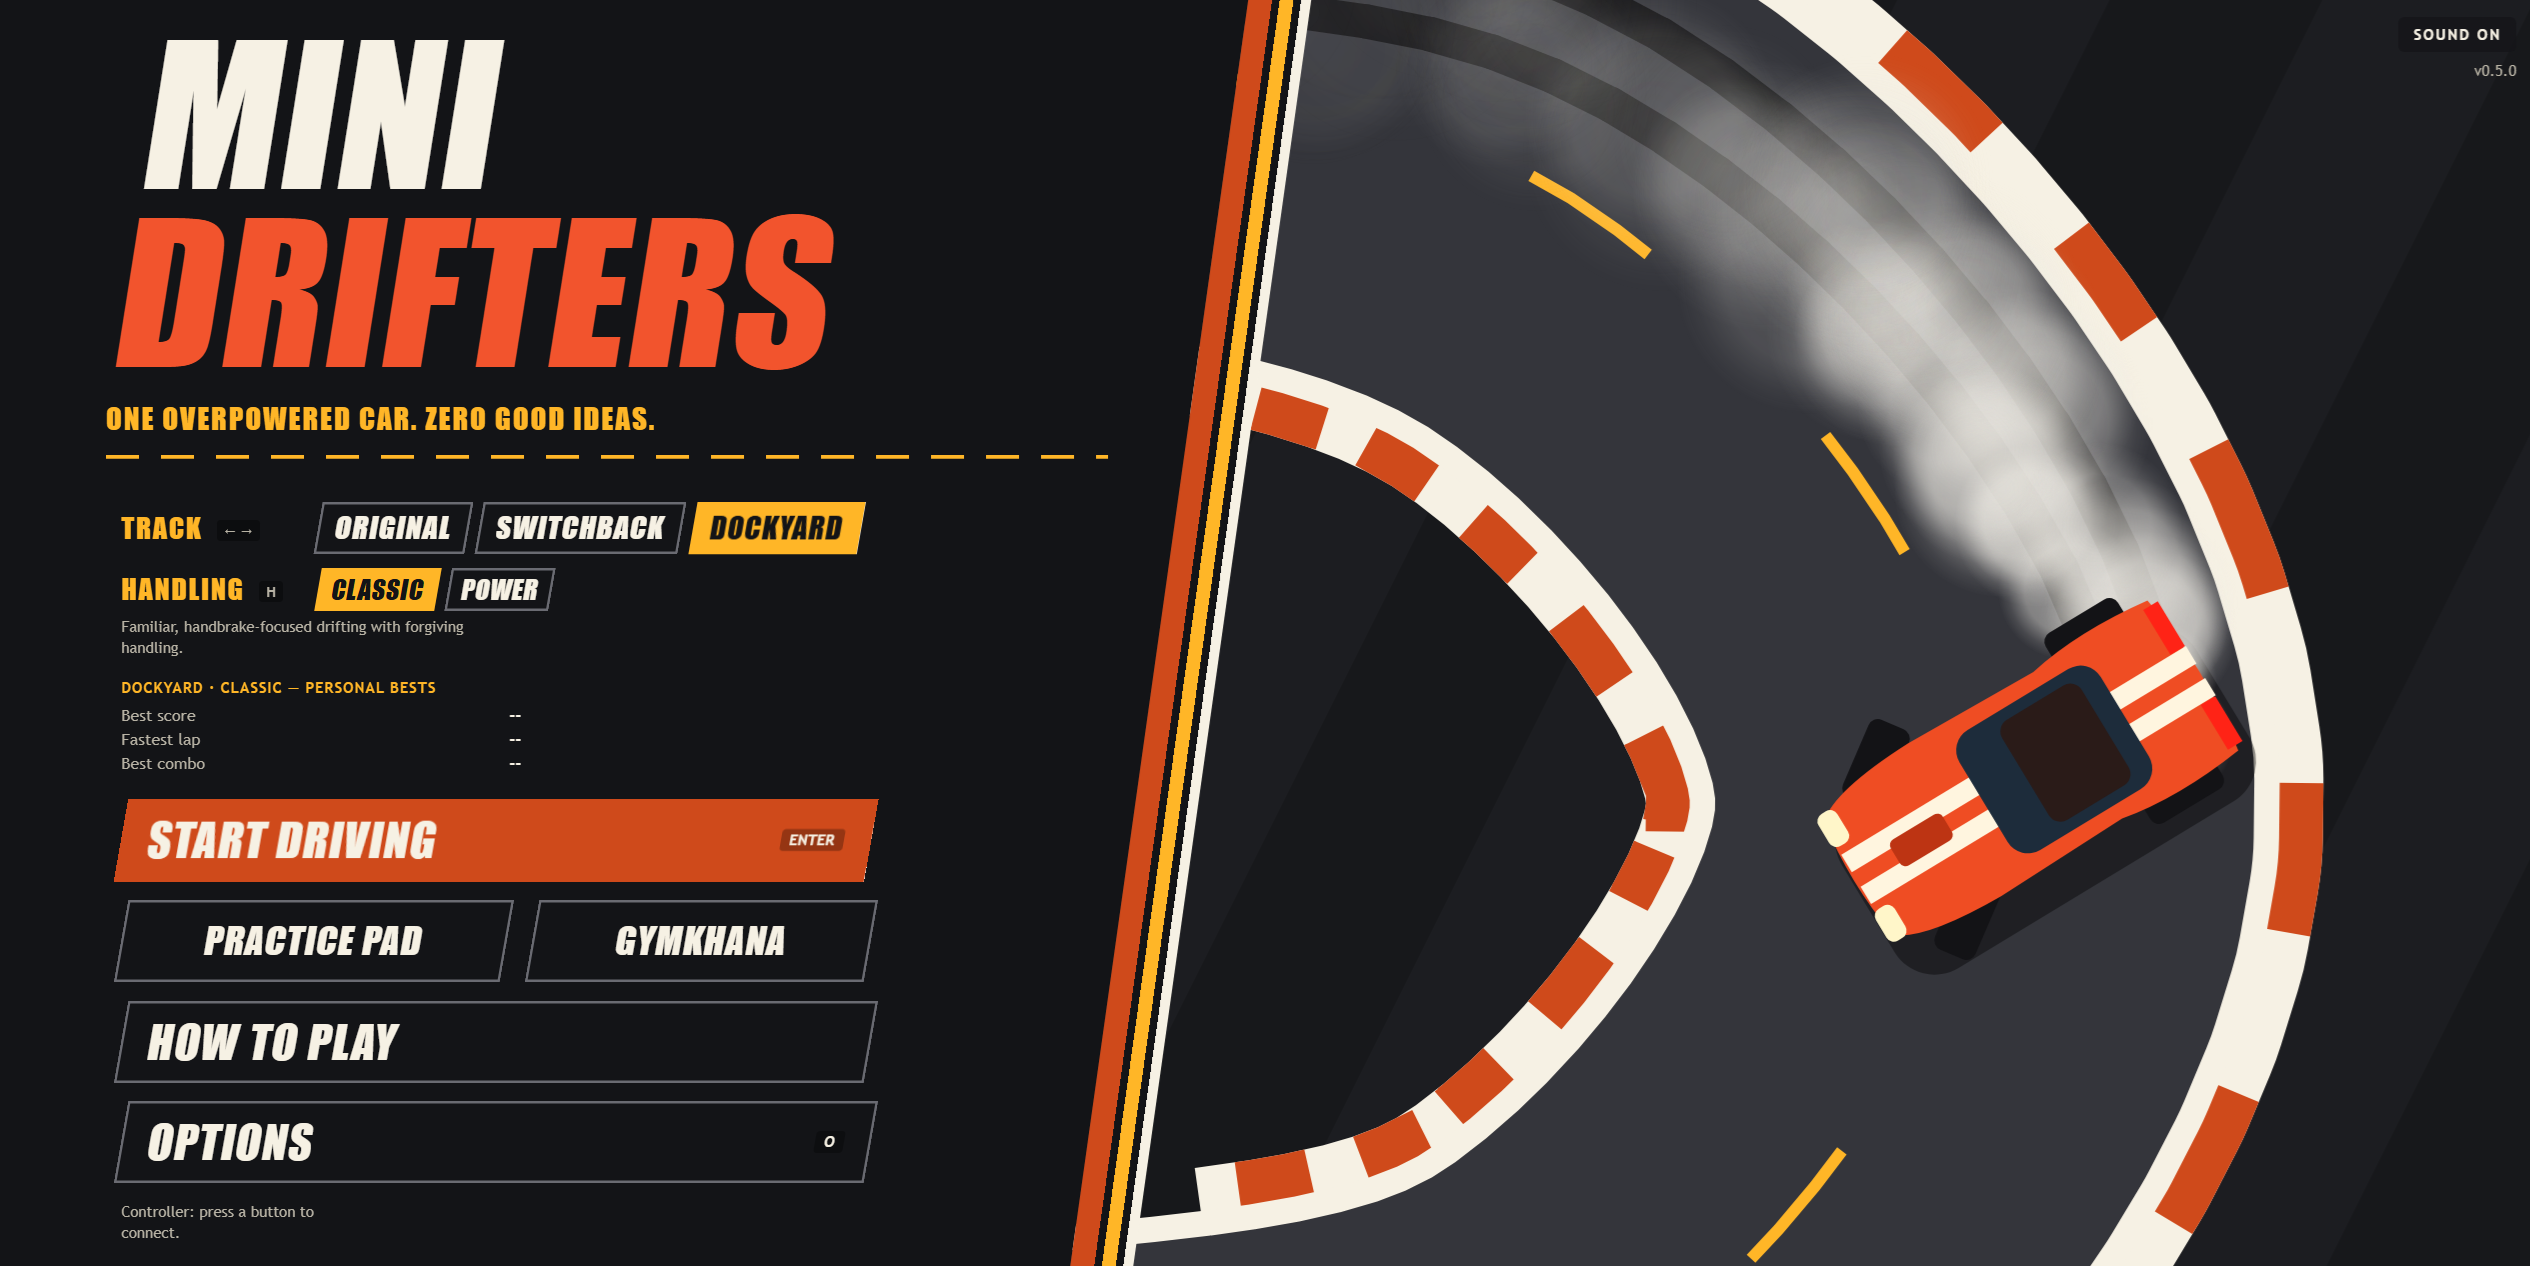 MINI
DRIFTERS
ONE OVERPOWERED CAR. ZERO GOOD IDEAS.
TRACK ←→ ORIGINAL SWITCHBACK DOCKYARD
HANDLING H CLASSIC POWER
Familiar, handbrake-focused drifting with forgiving
handling.
DOCKYARD · CLASSIC — PERSONAL BESTS
Best score --
Fastest lap --
Best combo --
START DRIVING ENTER
PRACTICE PAD GYMKHANA
HOW TO PLAY
OPTIONS O
Controller: press a button to
connect.
SOUND ON
v0.5.0